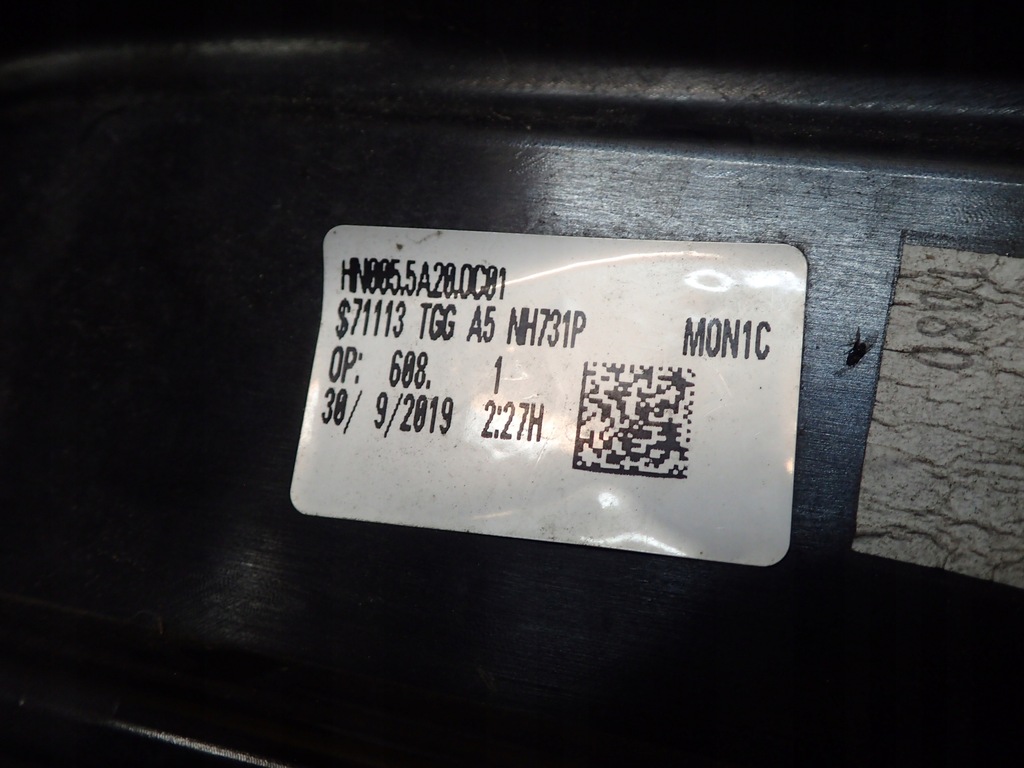 HN005.5A20.0C01
$71113 TGG A5 NH731P MON1C
OP: 608. 1
30/ 9/2019 2:27H